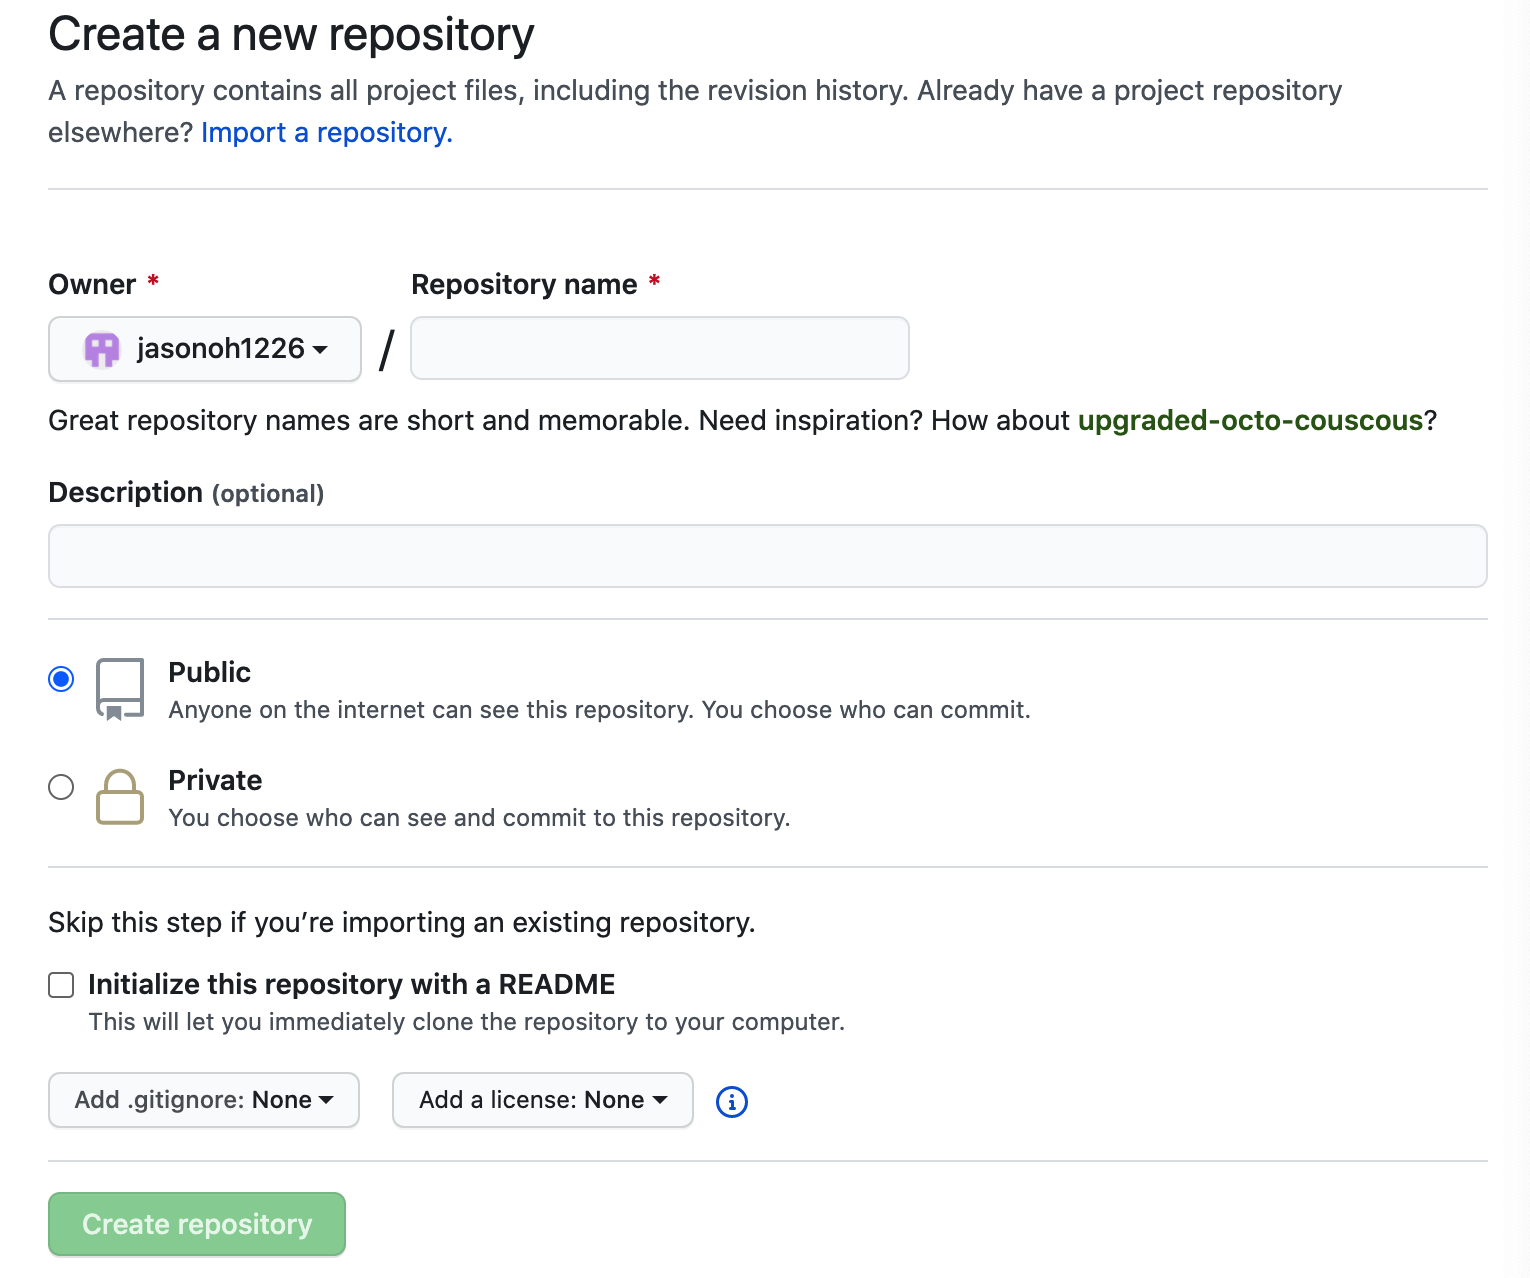 Create a new repository
A repository contains all project files, including the revision history. Already have a project repository
elsewhere? Import a repository.
Owner *
Repository name *
jasonoh1226
/
Great repository names are short and memorable. Need inspiration? How about upgraded-octo-couscous?
Description (optional)
Public
Anyone on the internet can see this repository. You choose who can commit.
Private
You choose who can see and commit to this repository.
Skip this step if you’re importing an existing repository.
Initialize this repository with a README
This will let you immediately clone the repository to your computer.
Add .gitignore: None
Add a license: None
Create repository